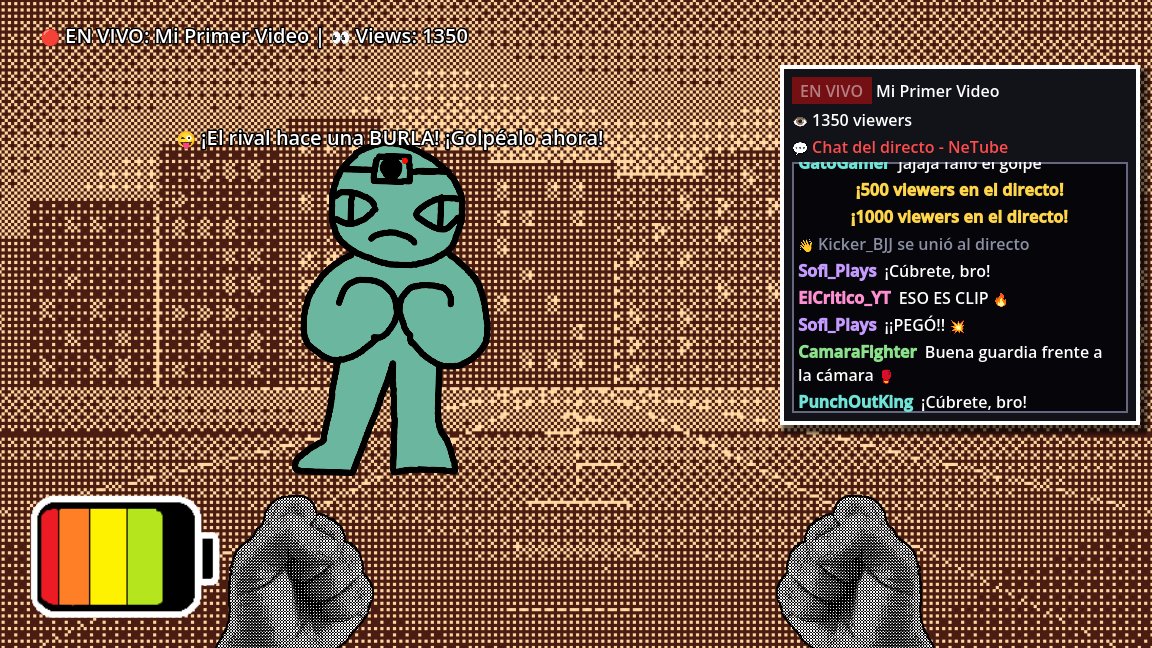 🔴 EN VIVO: Mi Primer Video | 👀 Views: 1350
😜 ¡El rival hace una BURLA! ¡Golpéalo ahora!
EN VIVO Mi Primer Video
👁 1350 viewers
💬 Chat del directo - NeTube
GatoGamer jajaja falló el golpe
¡500 viewers en el directo!
¡1000 viewers en el directo!
👋 Kicker_BJJ se unió al directo
Sofi_Plays ¡Cúbrete, bro!
ElCritico_YT ESO ES CLIP 🔥
Sofi_Plays ¡¡PEGÓ!! 💥
CamaraFighter Buena guardia frente a
la cámara 🥊
PunchOutKing ¡Cúbrete, bro!